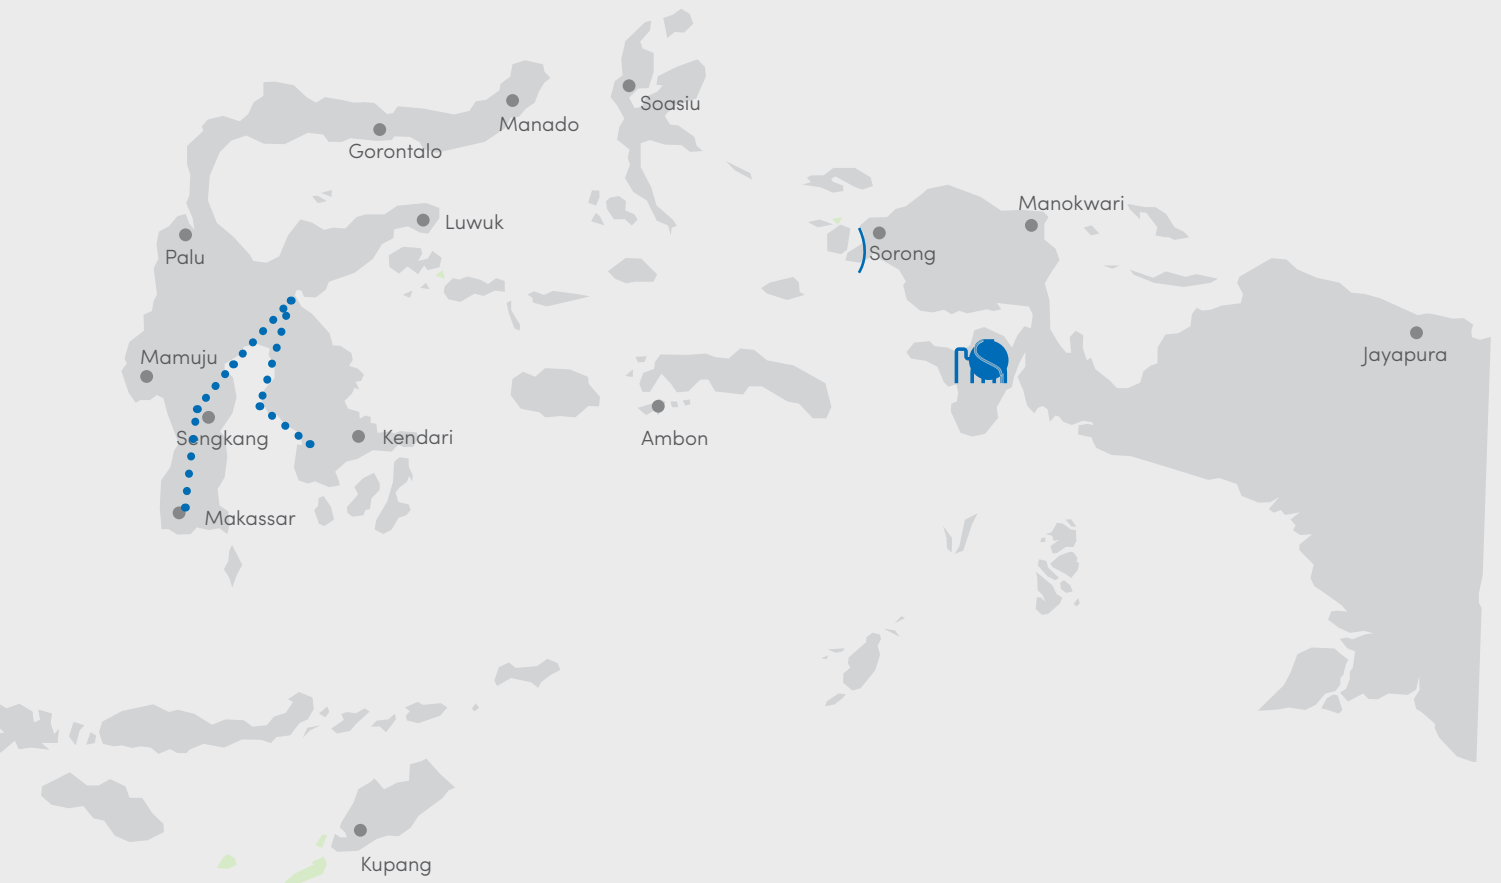 Soasiu
Manado
Gorontalo
Manokwari
Luwuk
Palu
Sorong
Mamuju
Jayapura
Sengkang
Kendari
Ambon
Makassar
Kupang